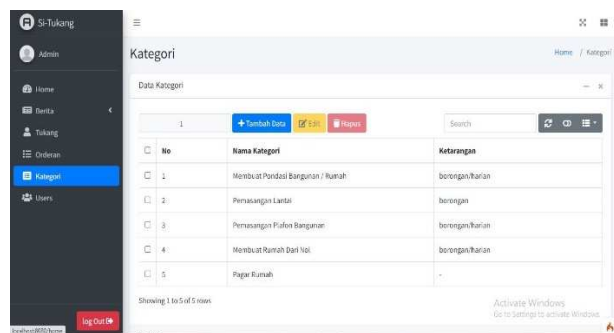 Si-Tukang
Admin
Home
Berita
Tukang
Orderan
Kategori
Users
log Out
Kategori
Home / Kategori
Data Kategori
1
+ Tambah Data
Edit
Hapus
Search
No Nama Kategori Ketarangan
1 Membuat Pondasi Bangunan / Rumah borongan/harian
2 Pemasangan Lantai borongan
3 Pemasangan Plafon Bangunan borongan/harian
4 Membuat Rumah Dari Nol borongan/harian
5 Pagar Rumah -
Showing 1 to 5 of 5 rows
Activate Windows
Go to Settings to activate Windows.